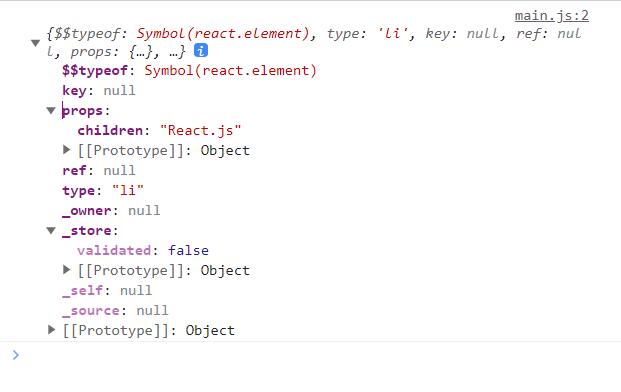 main.js:2
{$$typeof: Symbol(react.element), type: 'li', key: null, ref: nul
l, props: {…}, …} i
$$typeof: Symbol(react.element)
key: null
props:
children: "React.js"
[[Prototype]]: Object
ref: null
type: "li"
_owner: null
_store:
validated: false
[[Prototype]]: Object
_self: null
_source: null
[[Prototype]]: Object